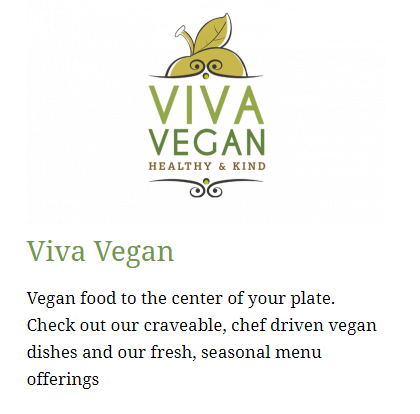 VIVA
VEGAN
HEALTHY & KIND
Viva Vegan
Vegan food to the center of your plate.
Check out our craveable, chef driven vegan
dishes and our fresh, seasonal menu
offerings